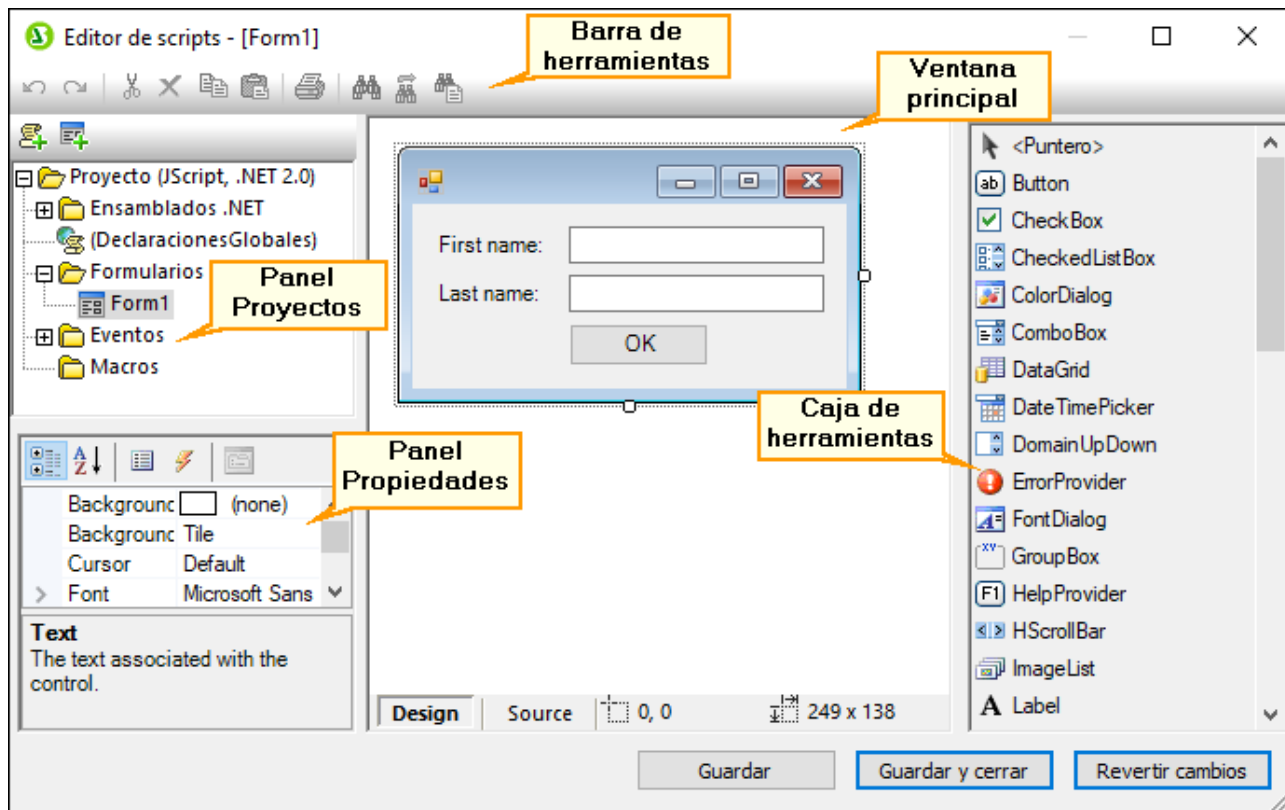 Editor de scripts - [Form1]
Barra de
herramientas
Ventana
principal
Proyecto (JScript, .NET 2.0)
Ensamblados .NET
(DeclaracionesGlobales)
Formularios
Form1
Eventos
Macros
Panel
Proyectos
First name:
Last name:
OK
<Puntero>
ab Button
CheckBox
CheckedListBox
ColorDialog
ComboBox
DataGrid
DateTimePicker
DomainUpDown
ErrorProvider
FontDialog
XY GroupBox
F1 HelpProvider
HScrollBar
ImageList
A Label
Caja de
herramientas
Panel
Propiedades
A
Z
Backgrounc (none)
Backgrounc Tile
Cursor Default
Font Microsoft Sans
Text
The text associated with the
control.
Design Source 0, 0 249 x 138
Guardar Guardar y cerrar Revertir cambios